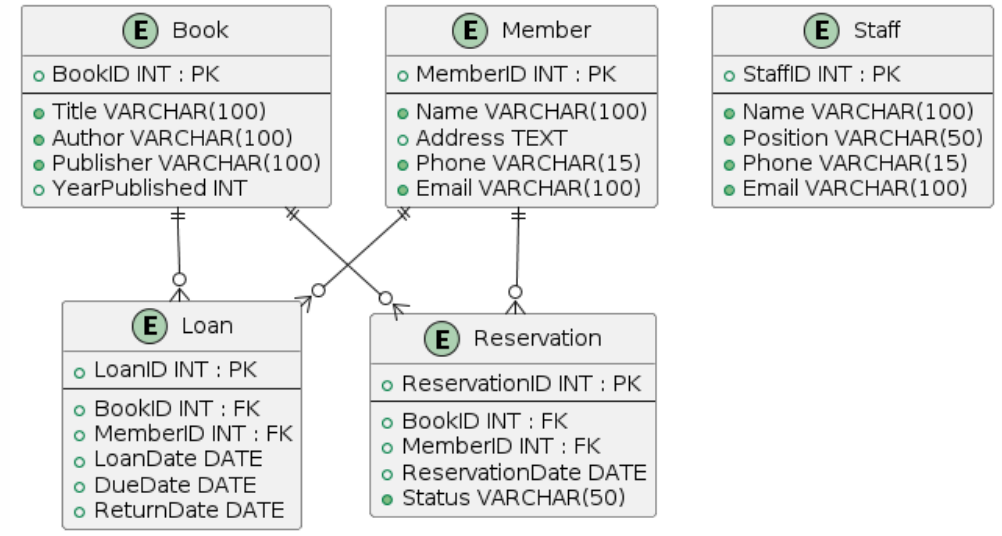 E Book
BookID INT : PK
Title VARCHAR(100)
Author VARCHAR(100)
Publisher VARCHAR(100)
YearPublished INT
E Member
MemberID INT : PK
Name VARCHAR(100)
Address TEXT
Phone VARCHAR(15)
Email VARCHAR(100)
E Staff
StaffID INT : PK
Name VARCHAR(100)
Position VARCHAR(50)
Phone VARCHAR(15)
Email VARCHAR(100)
E Loan
LoanID INT : PK
BookID INT : FK
MemberID INT : FK
LoanDate DATE
DueDate DATE
ReturnDate DATE
E Reservation
ReservationID INT : PK
BookID INT : FK
MemberID INT : FK
ReservationDate DATE
Status VARCHAR(50)